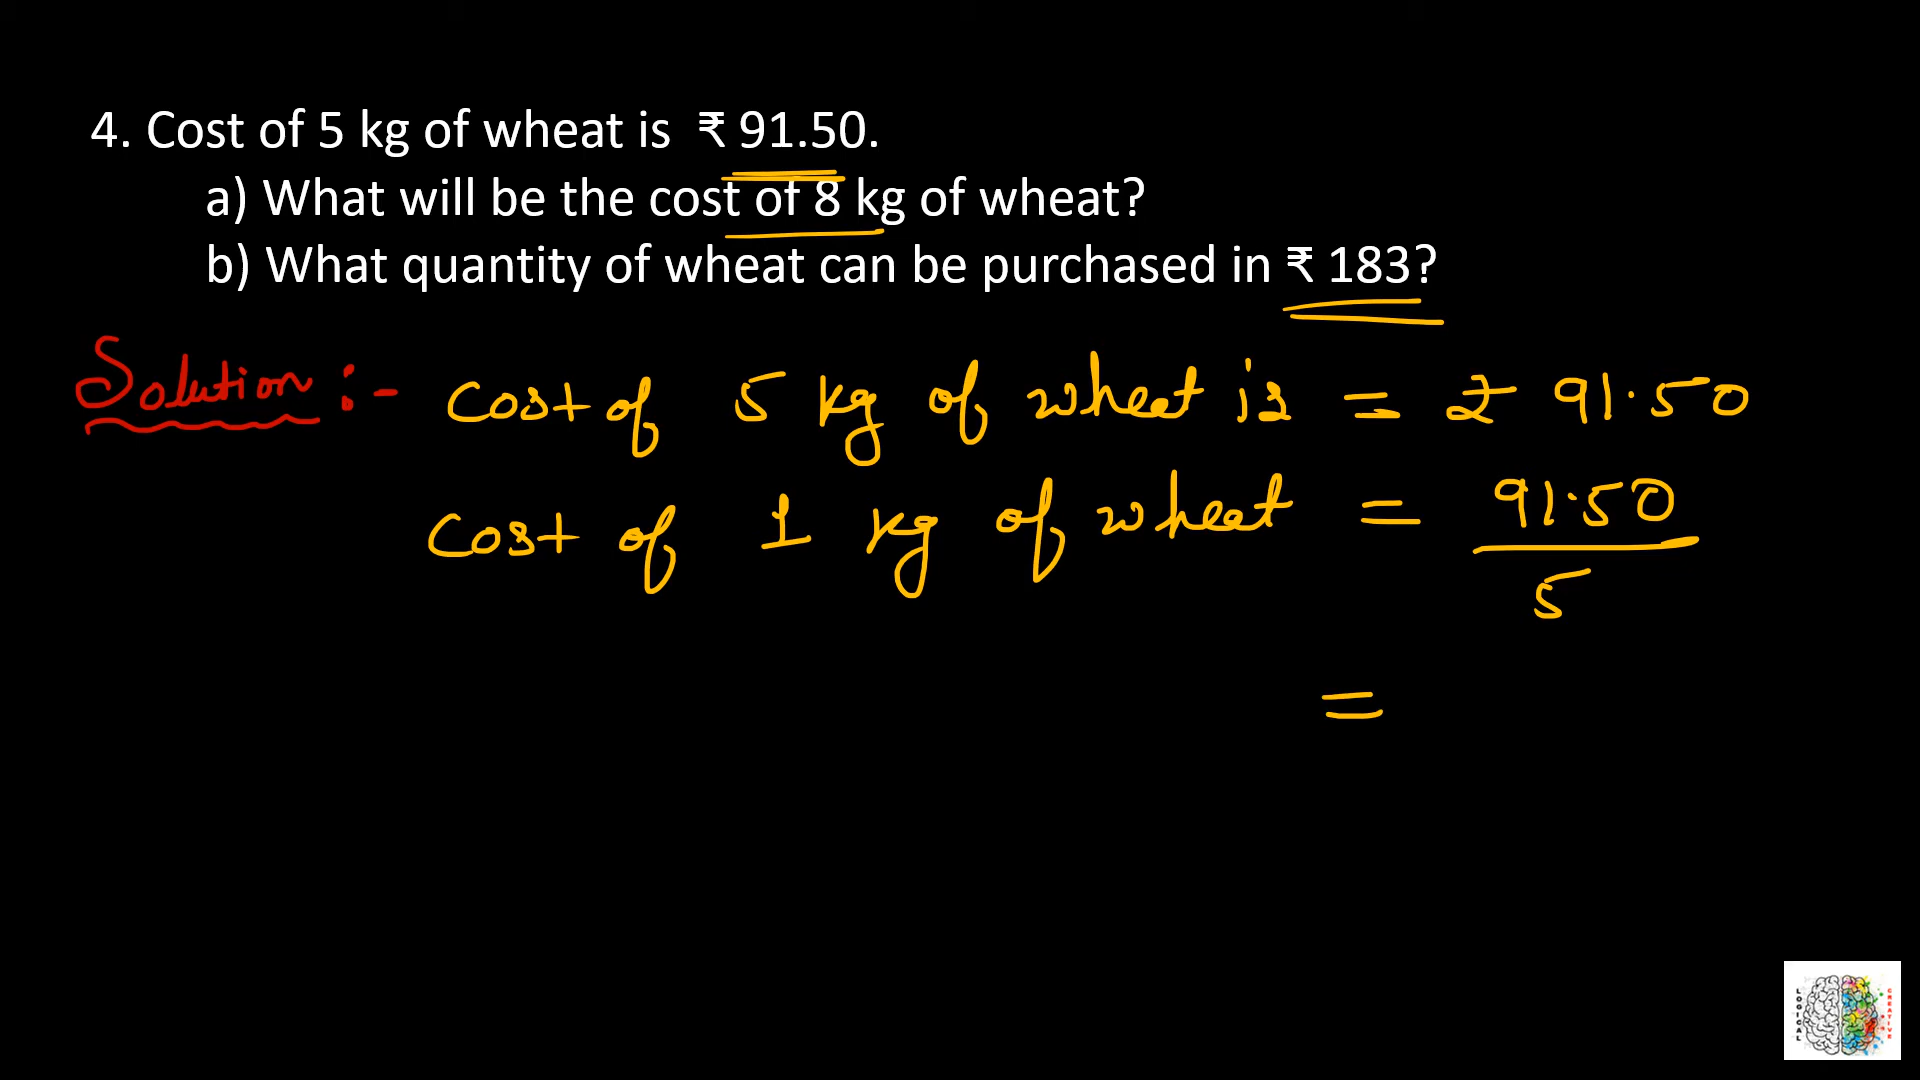 4. Cost of 5 kg of wheat is ₹ 91.50.
a) What will be the cost of 8 kg of wheat?
b) What quantity of wheat can be purchased in ₹ 183?
Solution :- Cost of 5 kg of wheat is = ₹ 91.50
Cost of 1 kg of wheat = 91.50
5
=
LOGICAL CREATIVE